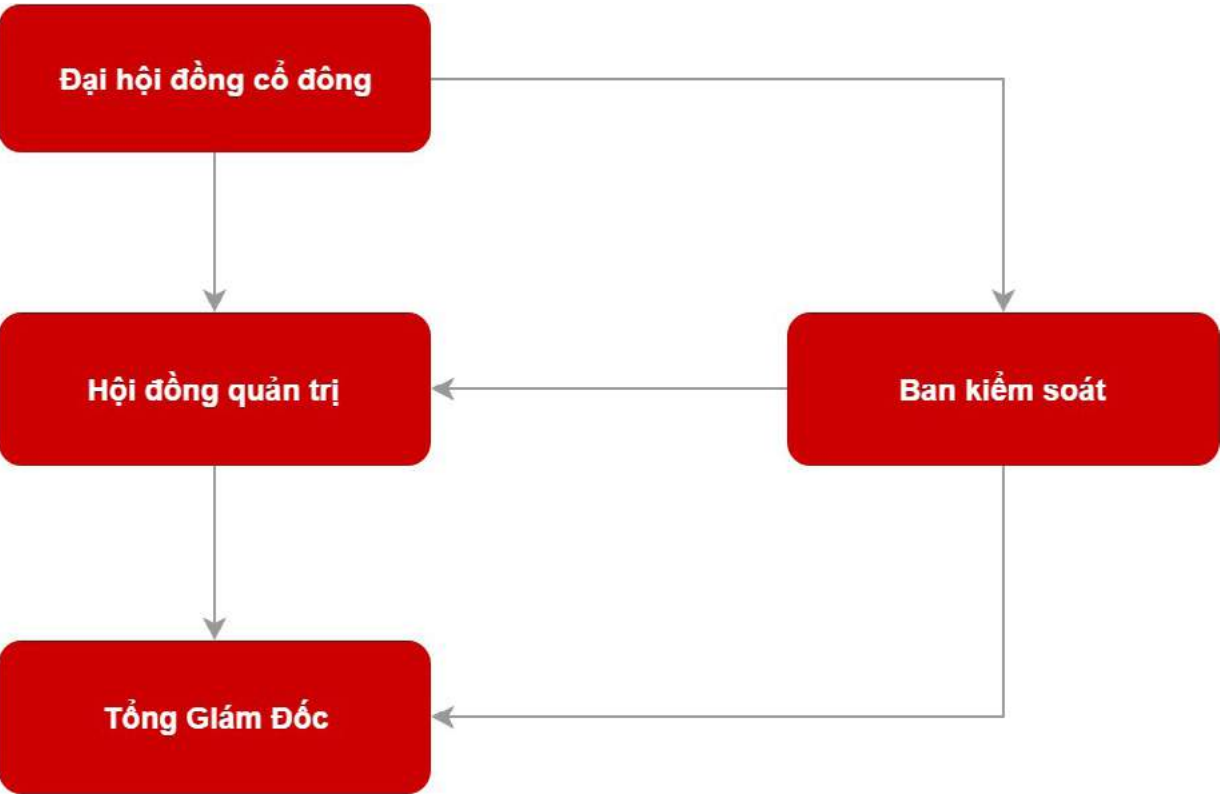 Đại hội đồng cổ đông
Hội đồng quản trị
Ban kiểm soát
Tổng GIám Đốc